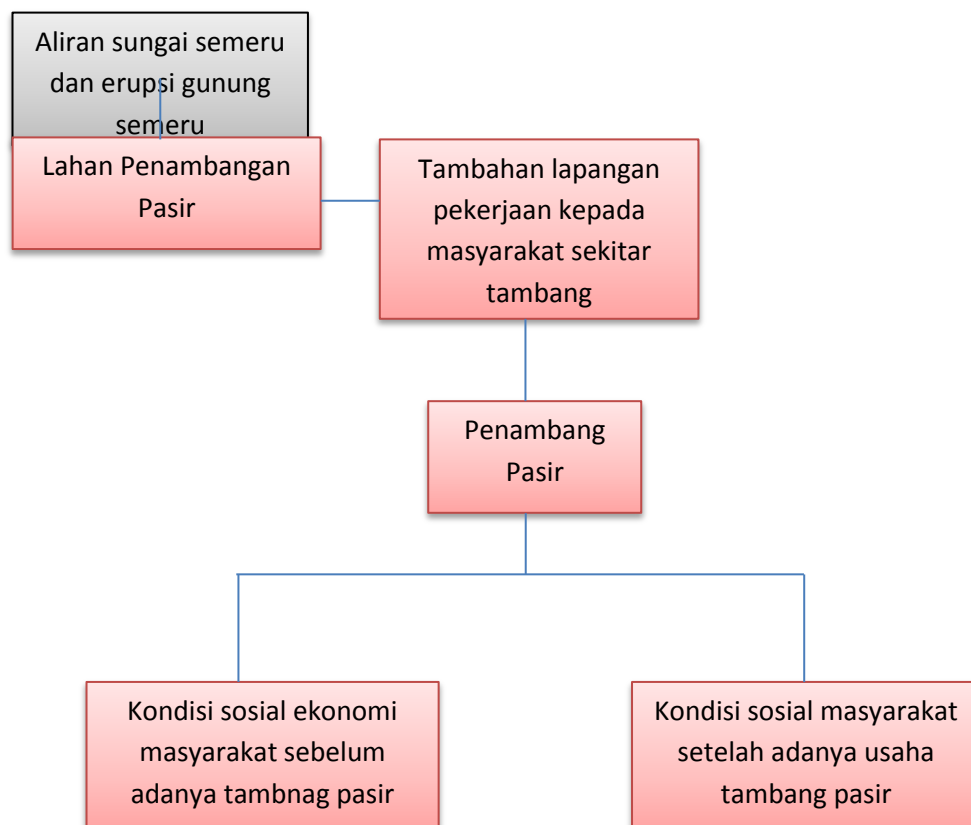 Aliran sungai semeru
dan erupsi gunung
semeru
Lahan Penambangan
Pasir
Tambahan lapangan
pekerjaan kepada
masyarakat sekitar
tambang
Penambang
Pasir
Kondisi sosial ekonomi
masyarakat sebelum
adanya tambnag pasir
Kondisi sosial masyarakat
setelah adanya usaha
tambang pasir